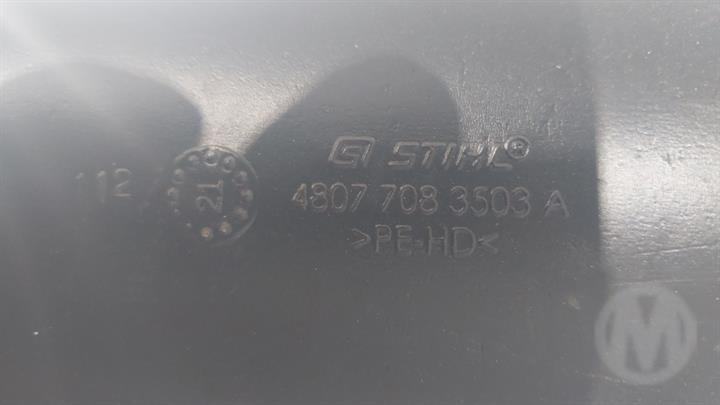 STIHL®
112
21
4807 708 3503 A
>PE-HD<
M